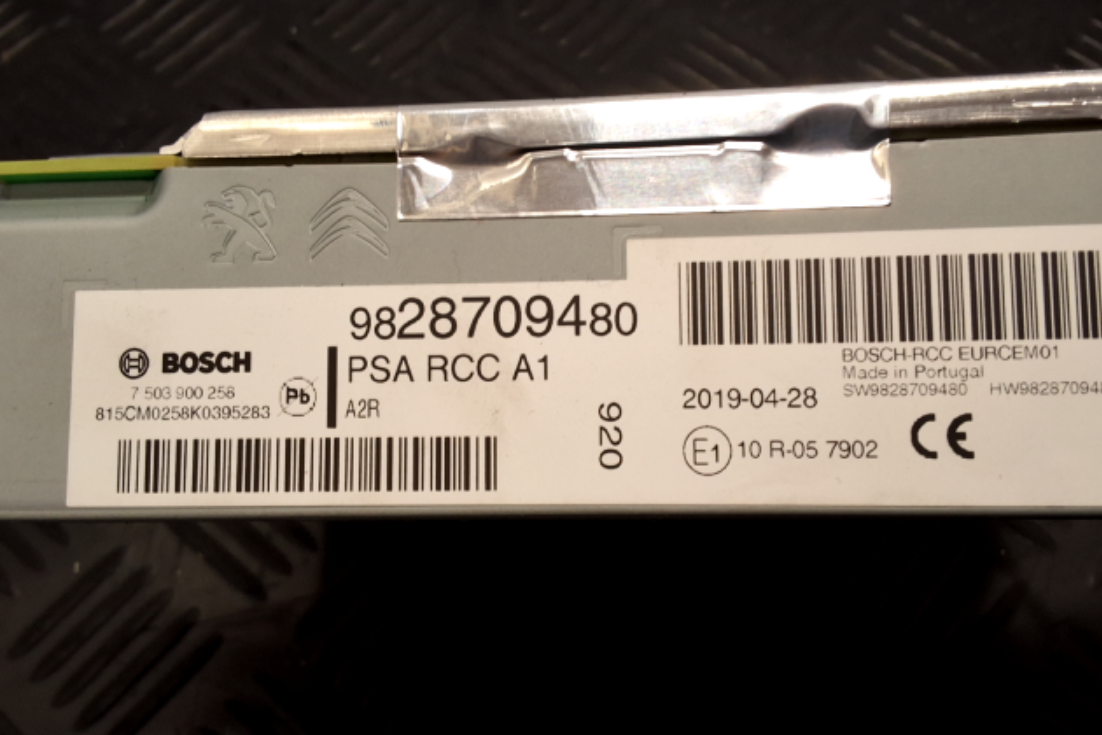 9828709480
BOSCH
PSA RCC A1
7 503 900 258
Pb
815CM0258K0395283
A2R
920
BOSCH-RCC EURCEM01
Made in Portugal
SW9828709480
2019-04-28
E1 10 R-05 7902
CE